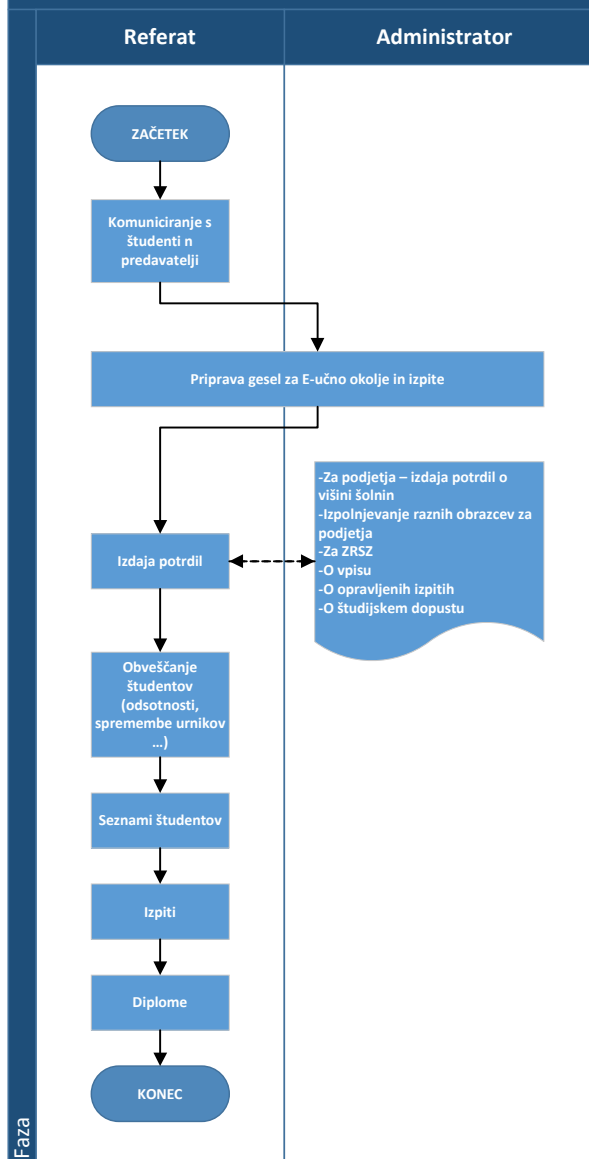 Referat
Administrator
ZAČETEK
Komuniciranje s
študenti n
predavatelji
Priprava gesel za E-učno okolje in izpite
-Za podjetja – izdaja potrdil o
višini šolnin
-Izpolnjevanje raznih obrazcev za
podjetja
-Za ZRSZ
-O vpisu
-O opravljenih izpitih
-O študijskem dopustu
Izdaja potrdil
Obveščanje
študentov
(odsotnosti,
spremembe urnikov
...)
Seznami študentov
Izpiti
Diplome
KONEC
Faza